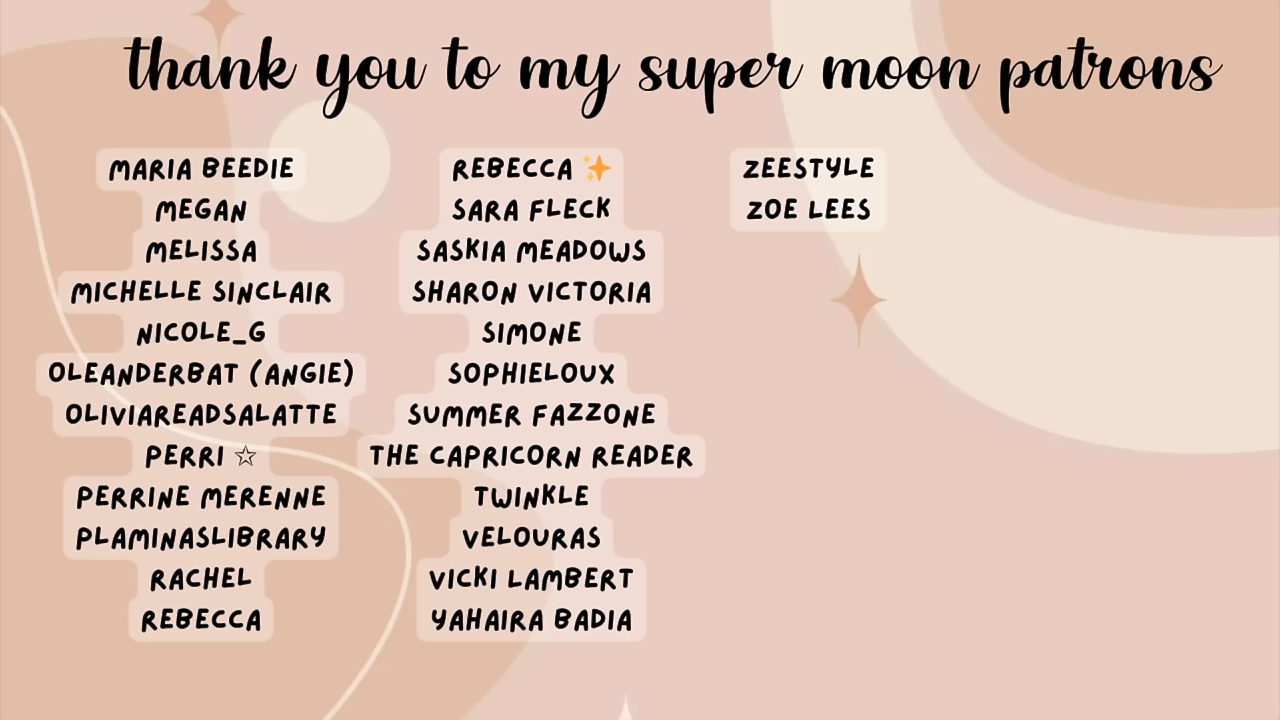 thank you to my super moon patrons
MARIA BEEDIE
MEGAN
MELISSA
MICHELLE SINCLAIR
NICOLE_G
OLEANDERBAT (ANGIE)
OLIVIAREADSALATTE
PERRI ☆
PERRINE MERENNE
PLAMINASLIBRARY
RACHEL
REBECCA
REBECCA ✨
SARA FLECK
SASKIA MEADOWS
SHARON VICTORIA
SIMONE
SOPHIELOUX
SUMMER FAZZONE
THE CAPRICORN READER
TWINKLE
VELOURAS
VICKI LAMBERT
YAHAIRA BADIA
ZEESTYLE
ZOE LEES